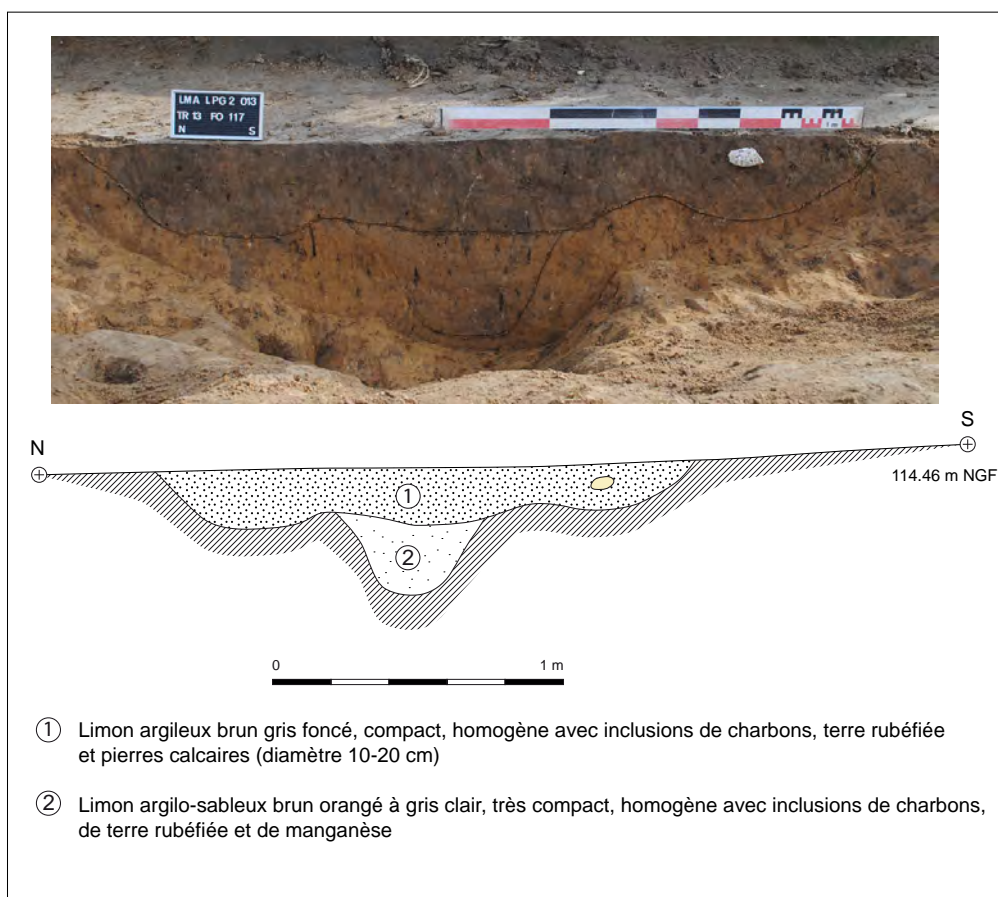 LMA LPG2 013
TR 13 FO 117
N S
1 m
N
S
114.46 m NGF
1
2
0 1 m
1 Limon argileux brun gris foncé, compact, homogène avec inclusions de charbons, terre rubéfiée
et pierres calcaires (diamètre 10-20 cm)
2 Limon argilo-sableux brun orangé à gris clair, très compact, homogène avec inclusions de charbons,
de terre rubéfiée et de manganèse